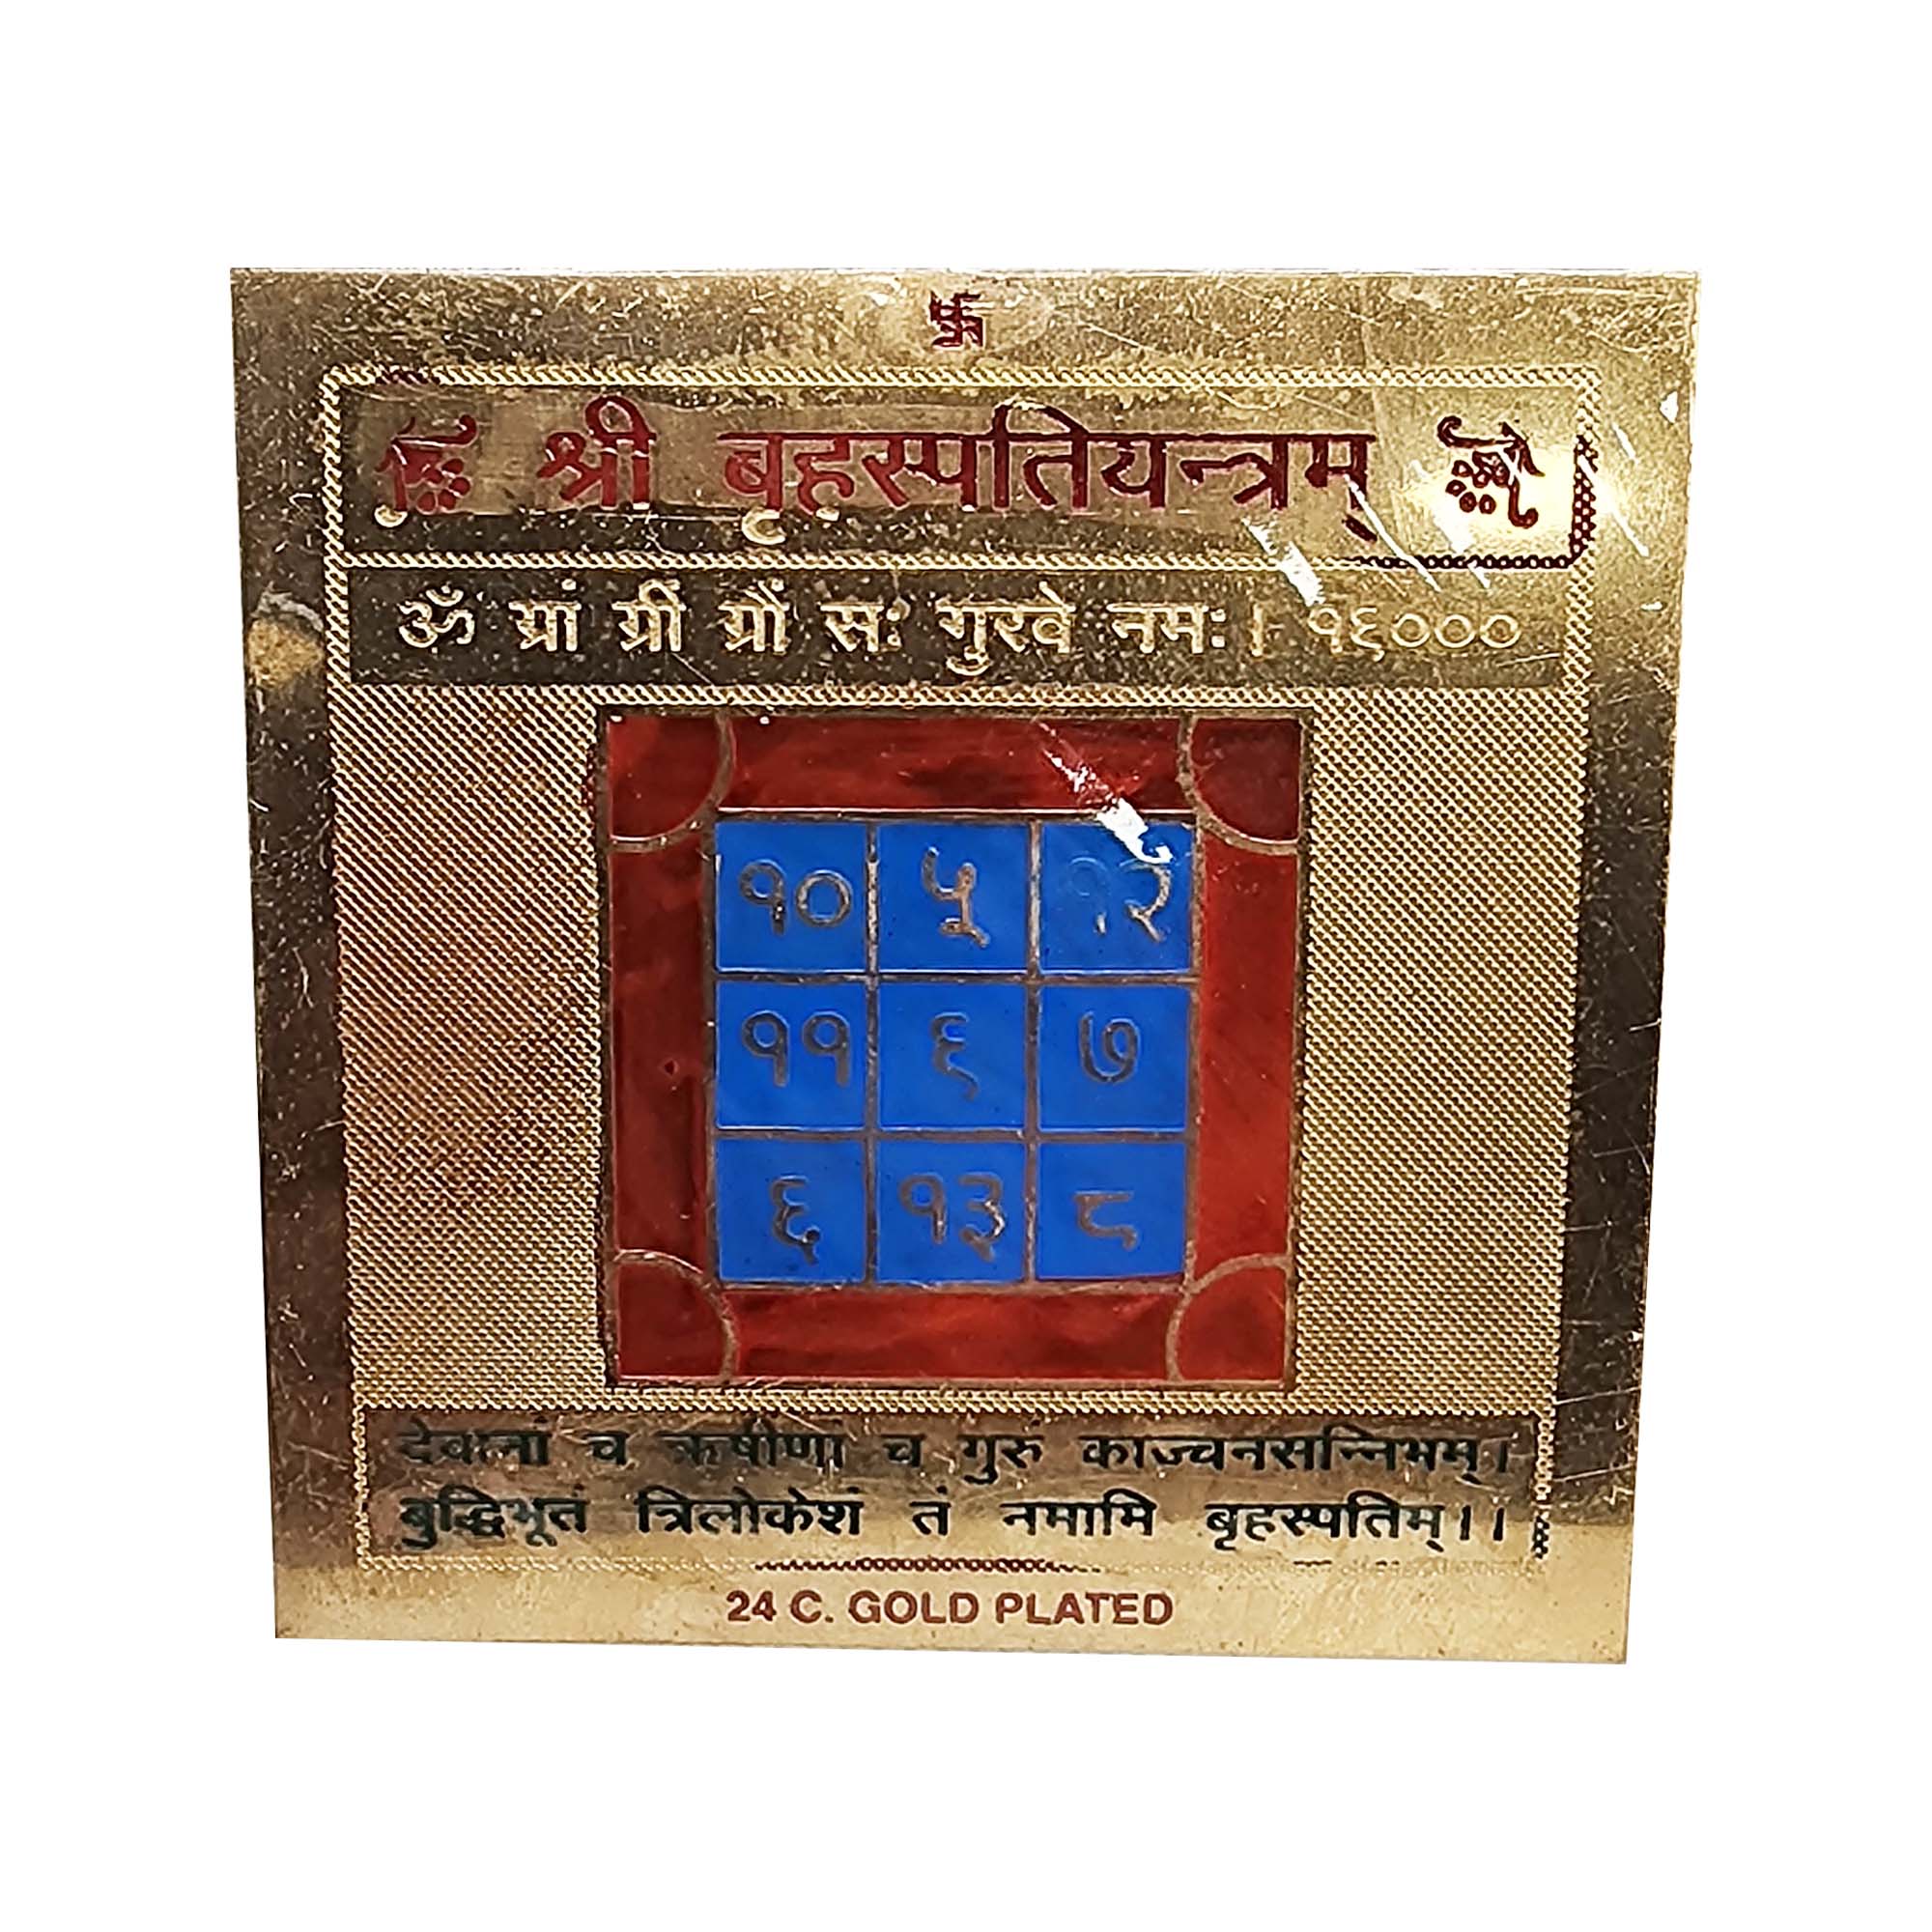 श्री बृहस्पतियन्त्रम्
ॐ ग्रां ग्रीं ग्रौं सः गुरवे नमः। १६०००
१० ५ १२
११ ९ ७
६ १३ ८
देवानां च ऋषीणां च गुरुं काज्चनसन्निभम्।
बुद्धिभूतं त्रिलोकेशं तं नमामि बृहस्पतिम्।।
24 C. GOLD PLATED